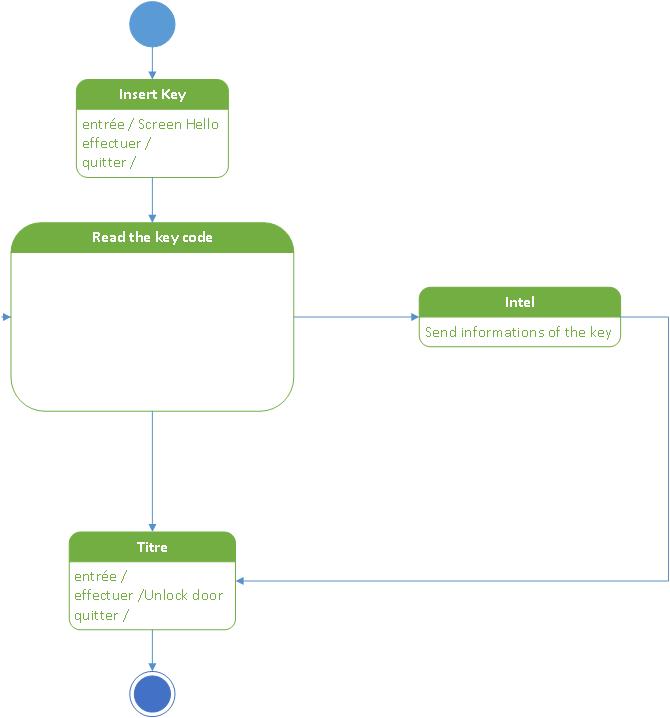 Insert Key
entrée / Screen Hello
effectuer /
quitter /
Read the key code
Intel
Send informations of the key
Titre
entrée /
effectuer /Unlock door
quitter /